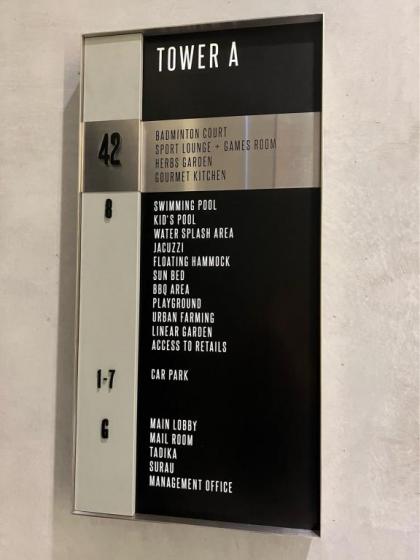 TOWER A
42
BADMINTON COURT
SPORT LOUNGE + GAMES ROOM
HERBS GARDEN
GOURMET KITCHEN
8
SWIMMING POOL
KID'S POOL
WATER SPLASH AREA
JACUZZI
FLOATING HAMMOCK
SUN BED
BBQ AREA
PLAYGROUND
URBAN FARMING
LINEAR GARDEN
ACCESS TO RETAILS
1-7
CAR PARK
G
MAIN LOBBY
MAIL ROOM
TADIKA
SURAU
MANAGEMENT OFFICE